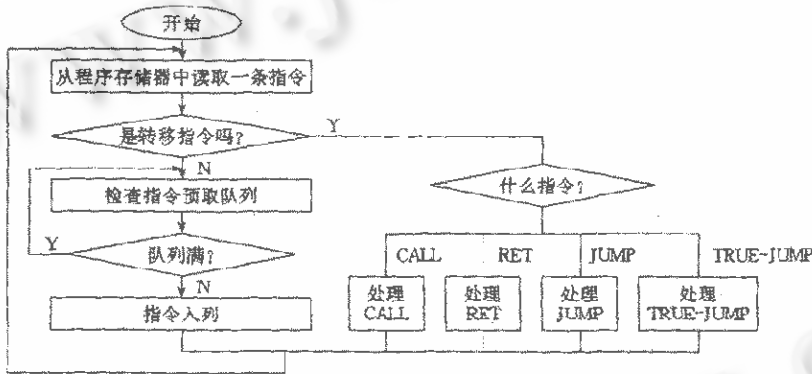 开始
从程序存储器中读取一条指令
是转移指令吗?
Y
N
检查指令预取队列
什么指令?
Y
队列满?
N
指令入列
CALL
RET
JUMP
TRUE-JUMP
处理
CALL
处理
RET
处理
JUMP
处理
TRUE-JUMP